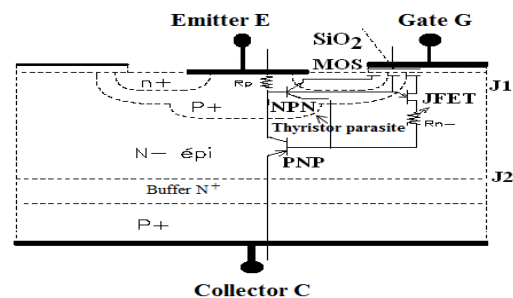 Emitter E Gate G
SiO2
MOS
n+ Rp J1
P+ NPN JFET
Thyristor parasite Rn-
N- épi PNP
J2
Buffer N+
P+
Collector C